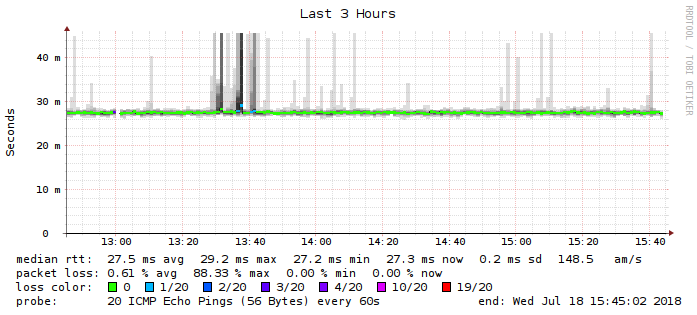 Last 3 Hours
RRDTOOL / TOBI OETIKER
Seconds
40 m
30 m
20 m
10 m
0
13:00 13:20 13:40 14:00 14:20 14:40 15:00 15:20 15:40
median rtt: 27.5 ms avg 29.2 ms max 27.2 ms min 27.3 ms now 0.2 ms sd 148.5 am/s
packet loss: 0.61 % avg 88.33 % max 0.00 % min 0.00 % now
loss color: 0 1/20 2/20 3/20 4/20 10/20 19/20
probe: 20 ICMP Echo Pings (56 Bytes) every 60s end: Wed Jul 18 15:45:02 2018